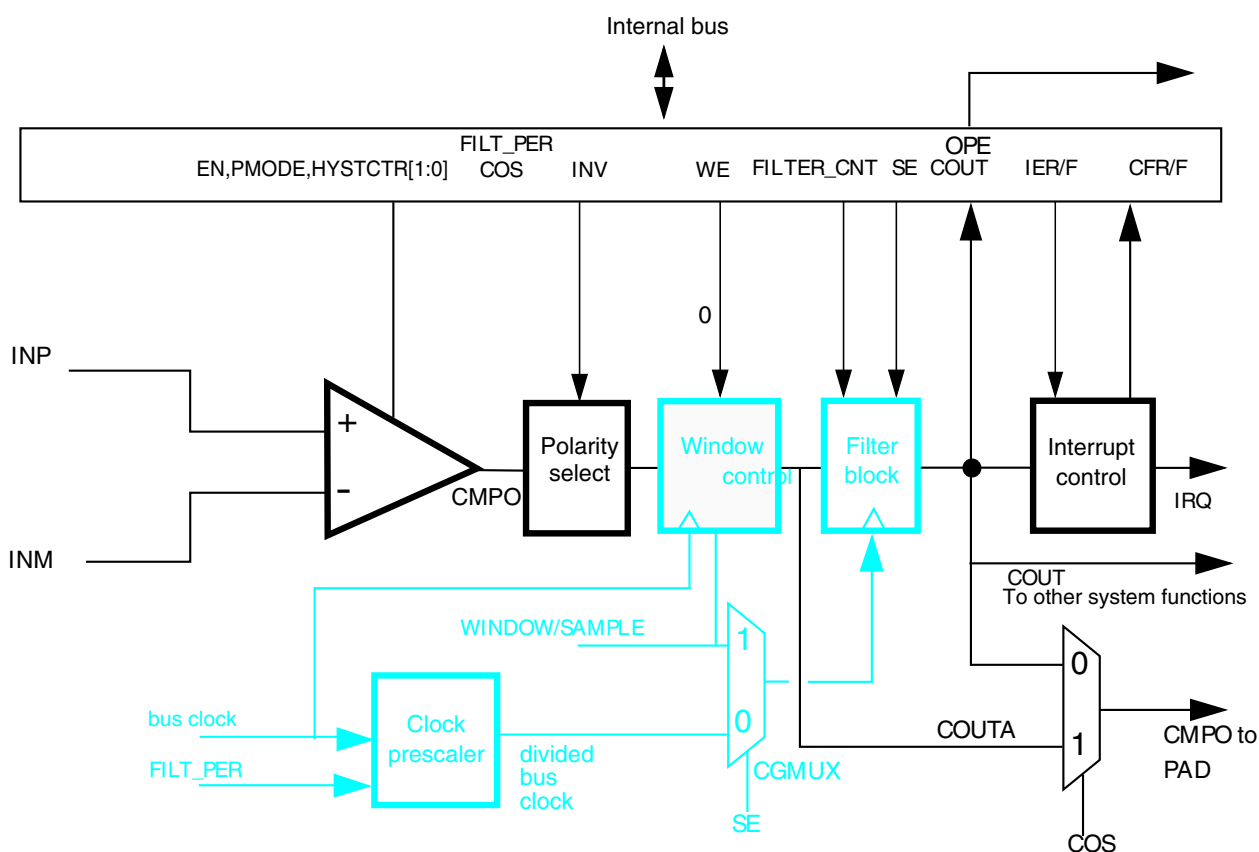 Internal bus
FILT_PER
OPE
EN,PMODE,HYSTCTR[1:0] COS INV WE FILTER_CNT SE COUT IER/F CFR/F
0
INP
+
-
CMPO
INM
Polarity
select
Window
control
Filter
block
Interrupt
control
IRQ
COUT
To other system functions
WINDOW/SAMPLE
1
0
0
1
bus clock
FILT_PER
Clock
prescaler
divided
bus
clock
CGMUX
SE
COUTA
CMPO to
PAD
COS